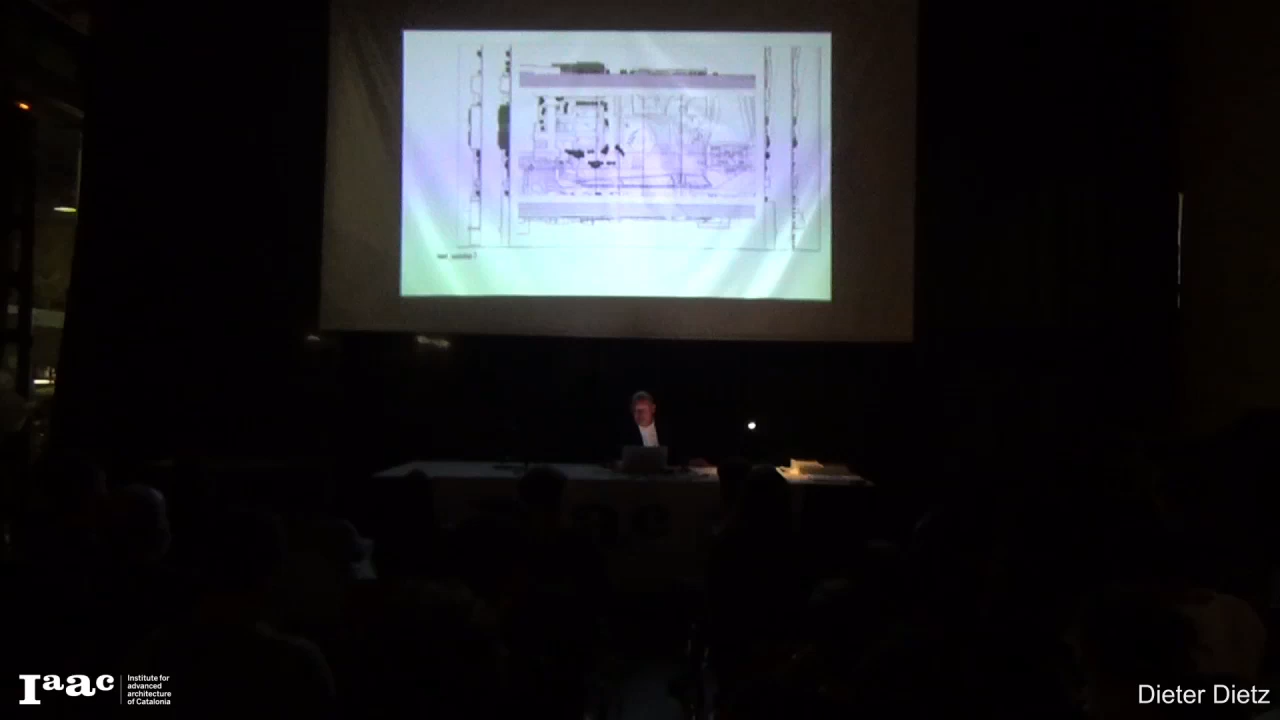 Iaac
Institute for
advanced
architecture
of Catalonia
Dieter Dietz